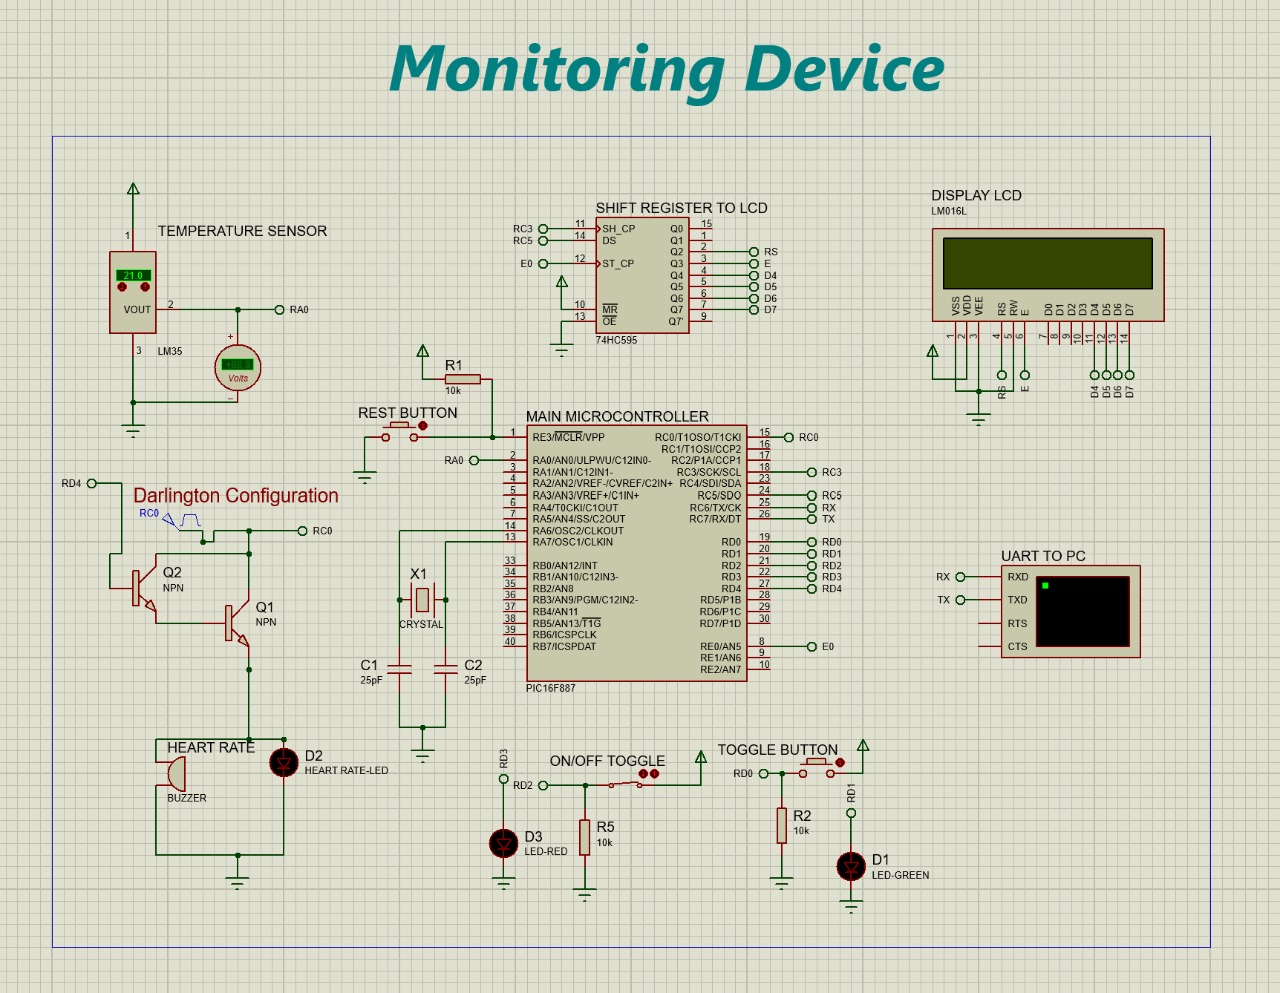 Monitoring Device
TEMPERATURE SENSOR
1
21.0
VOUT
2
RA0
3
LM35
+
Volts
-
SHIFT REGISTER TO LCD
RC3 11 SH_CP Q0 15
RC5 14 DS Q1 1
Q2 2 RS
E0 12 ST_CP Q3 3 E
Q4 4 D4
Q5 5 D5
Q6 6 D6
10 MR Q7 7 D7
13 OE Q7' 9
74HC595
DISPLAY LCD
LM016L
VSS VDD VEE RS RW E D0 D1 D2 D3 D4 D5 D6 D7
1 2 3 4 5 6 7 8 9 10 11 12 13 14
RS E D4 D5 D6 D7
R1
10k
REST BUTTON
MAIN MICROCONTROLLER
1 RE3/MCLR/VPP RC0/T1OSO/T1CKI 15 RC0
RC1/T1OSI/CCP2 16
RA0 2 RA0/AN0/ULPWU/C12IN0- RC2/P1A/CCP1 17
3 RA1/AN1/C12IN1- RC3/SCK/SCL 18 RC3
4 RA2/AN2/VREF-/CVREF/C2IN+ RC4/SDI/SDA 23
5 RA3/AN3/VREF+/C1IN+ RC5/SDO 24 RC5
6 RA4/T0CKI/C1OUT RC6/TX/CK 25 RX
7 RA5/AN4/SS/C2OUT RC7/RX/DT 26 TX
14 RA6/OSC2/CLKOUT
13 RA7/OSC1/CLKIN RD0 19 RD0
RD1 20 RD1
33 RB0/AN12/INT RD2 21 RD2
34 RB1/AN10/C12IN3- RD3 22 RD3
35 RB2/AN8 RD4 27 RD4
36 RB3/AN9/PGM/C12IN2- RD5/P1B 28
37 RB4/AN11 RD6/P1C 29
38 RB5/AN13/T1G RD7/P1D 30
39 RB6/ICSPCLK
40 RB7/ICSPDAT RE0/AN5 8 E0
RE1/AN6 9
RE2/AN7 10
PIC16F887
RD4
Darlington Configuration
RC0
RC0
Q2
NPN
Q1
NPN
X1
CRYSTAL
C1
25pF
C2
25pF
UART TO PC
RX RXD
TX TXD
RTS
CTS
HEART RATE
BUZZER
D2
HEART RATE-LED
RD3
ON/OFF TOGGLE
RD2
D3
LED-RED
R5
10k
TOGGLE BUTTON
RD0
RD1
R2
10k
D1
LED-GREEN